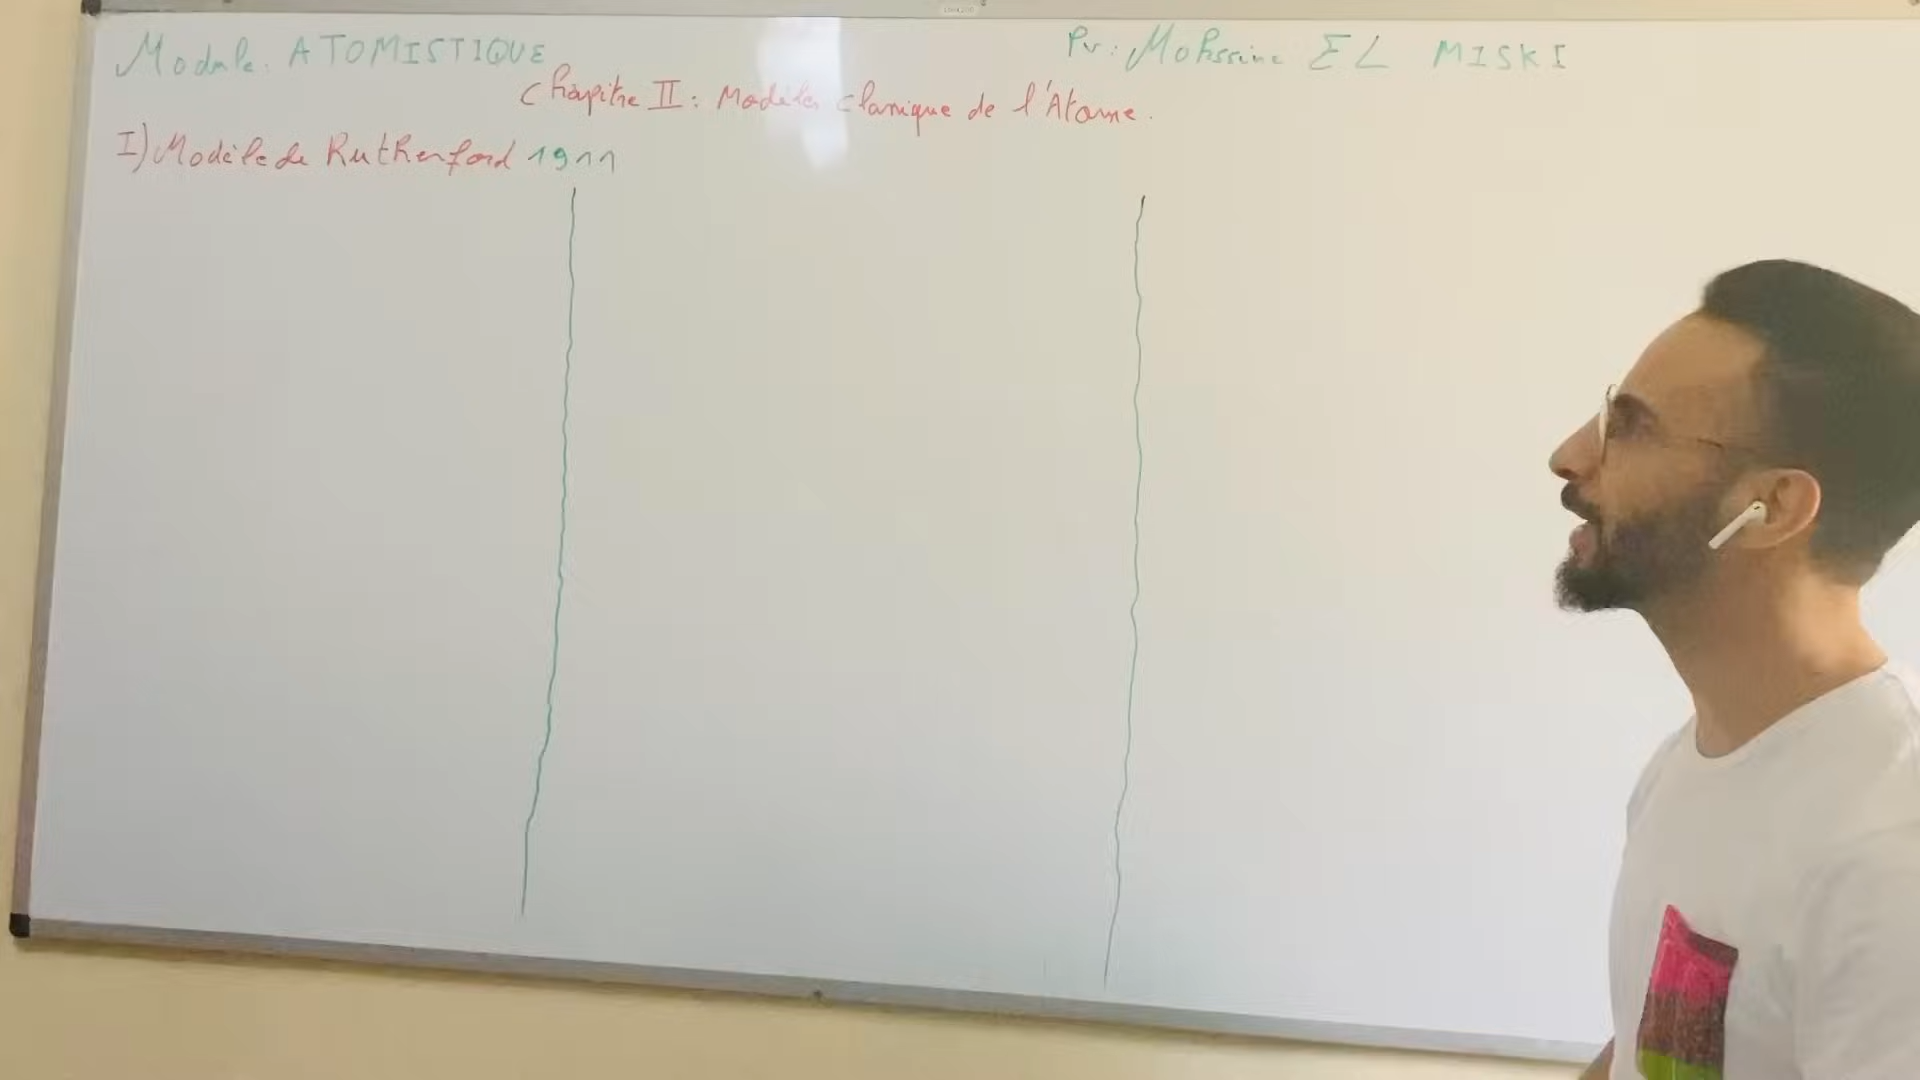 Module: ATOMISTIQUE
Pr: Mohssine EL MISKI
Chapitre II: Modèles classique de l'Atome.
I) Modèle de Rutherford 1911